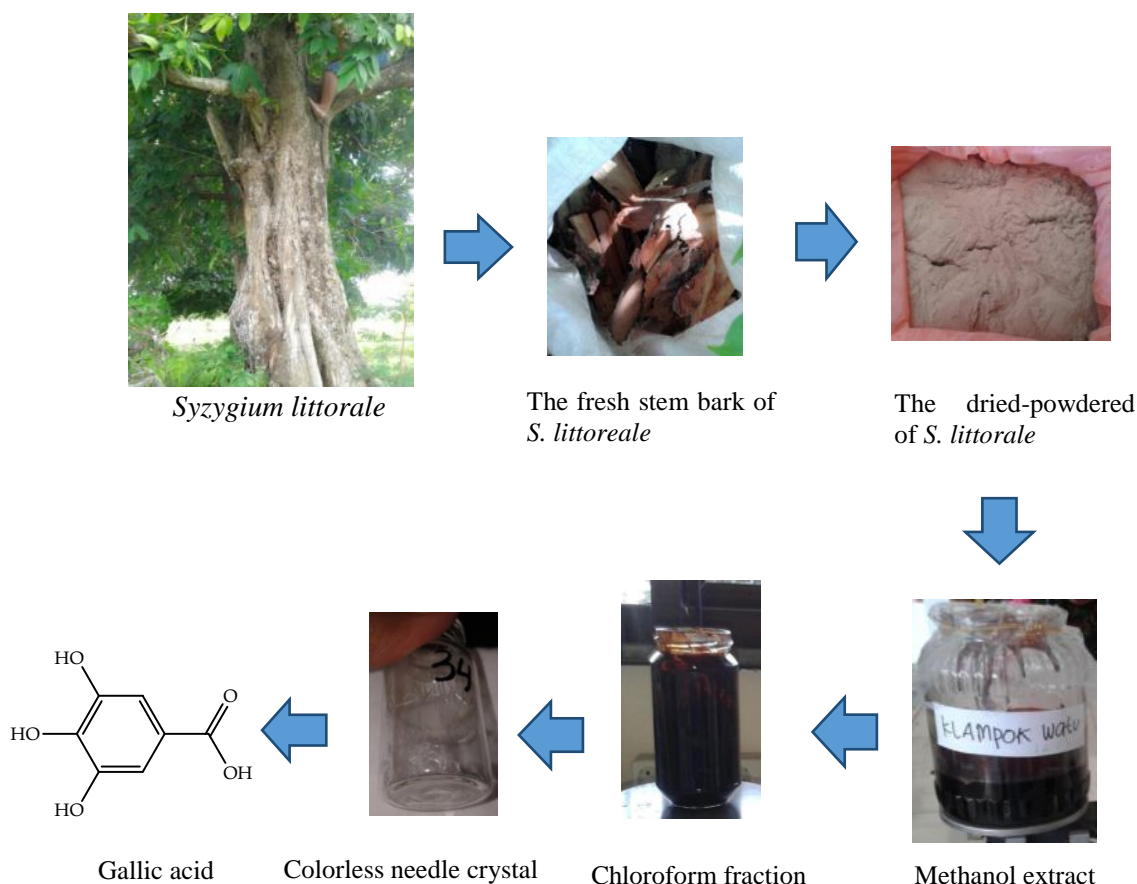 Syzygium littorale
The fresh stem bark of
S. littoreale
The dried-powdered
of S. littorale
KLAMPOK Watu
Methanol extract
Chloroform fraction
34
Colorless needle crystal
HO
HO
HO
O
OH
Gallic acid